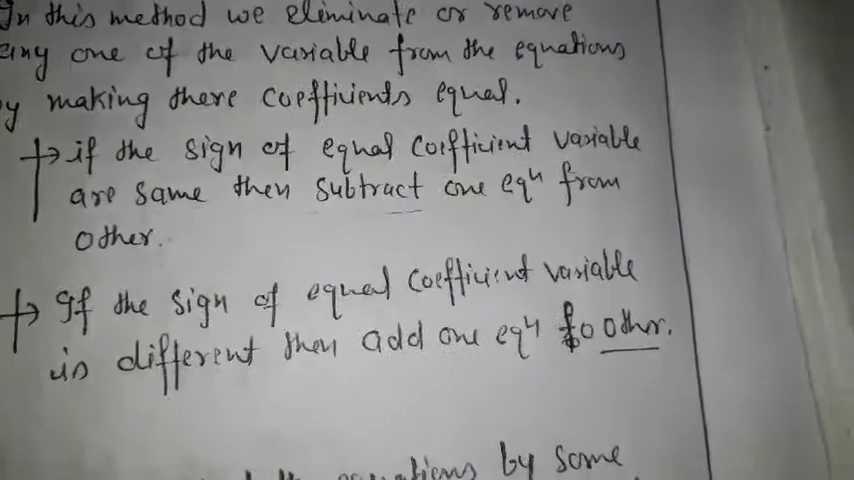 In this method we eliminate or remove
any one of the variable from the equations
by making there coefficients equal.
→ if the sign of equal coefficient variable
are same then subtract one eqn from
other.
→ If the sign of equal coefficient variable
is different then add one eqn to other.
equations by some